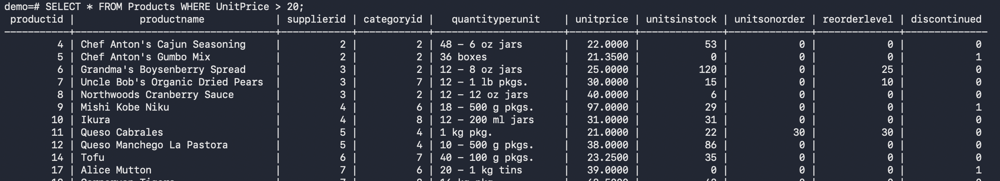 demo=# SELECT * FROM Products WHERE UnitPrice > 20;
productid | productname | supplierid | categoryid | quantityperunit | unitprice | unitsinstock | unitsonorder | reorderlevel | discontinued
4 | Chef Anton's Cajun Seasoning | 2 | 2 | 48 - 6 oz jars | 22.0000 | 53 | 0 | 0 | 0
5 | Chef Anton's Gumbo Mix | 2 | 2 | 36 boxes | 21.3500 | 0 | 0 | 0 | 1
6 | Grandma's Boysenberry Spread | 3 | 2 | 12 - 8 oz jars | 25.0000 | 120 | 0 | 25 | 0
7 | Uncle Bob's Organic Dried Pears | 3 | 7 | 12 - 1 lb pkgs. | 30.0000 | 15 | 0 | 10 | 0
8 | Northwoods Cranberry Sauce | 3 | 2 | 12 - 12 oz jars | 40.0000 | 6 | 0 | 0 | 0
9 | Mishi Kobe Niku | 4 | 6 | 18 - 500 g pkgs. | 97.0000 | 29 | 0 | 0 | 1
10 | Ikura | 4 | 8 | 12 - 200 ml jars | 31.0000 | 31 | 0 | 0 | 0
11 | Queso Cabrales | 5 | 4 | 1 kg pkg. | 21.0000 | 22 | 30 | 30 | 0
12 | Queso Manchego La Pastora | 5 | 4 | 10 - 500 g pkgs. | 38.0000 | 86 | 0 | 0 | 0
14 | Tofu | 6 | 7 | 40 - 100 g pkgs. | 23.2500 | 35 | 0 | 0 | 0
17 | Alice Mutton | 7 | 6 | 20 - 1 kg tins | 39.0000 | 0 | 0 | 0 | 1